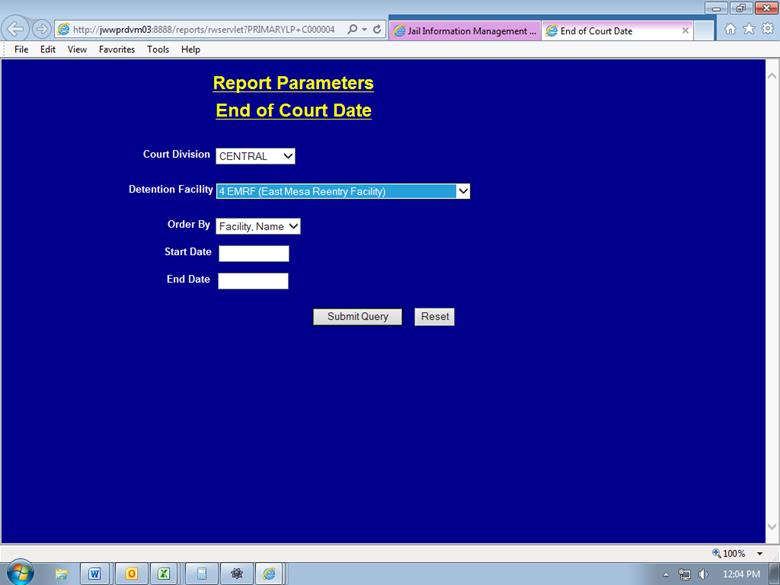 http://jwwprdvm03:8888/reports/rwservlet?PRIMARYLP+C000004
Jail Information Management ...
End of Court Date
File Edit View Favorites Tools Help
Report Parameters
End of Court Date
Court Division CENTRAL
Detention Facility 4 EMRF (East Mesa Reentry Facility)
Order By Facility, Name
Start Date
End Date
Submit Query Reset
100%
12:04 PM